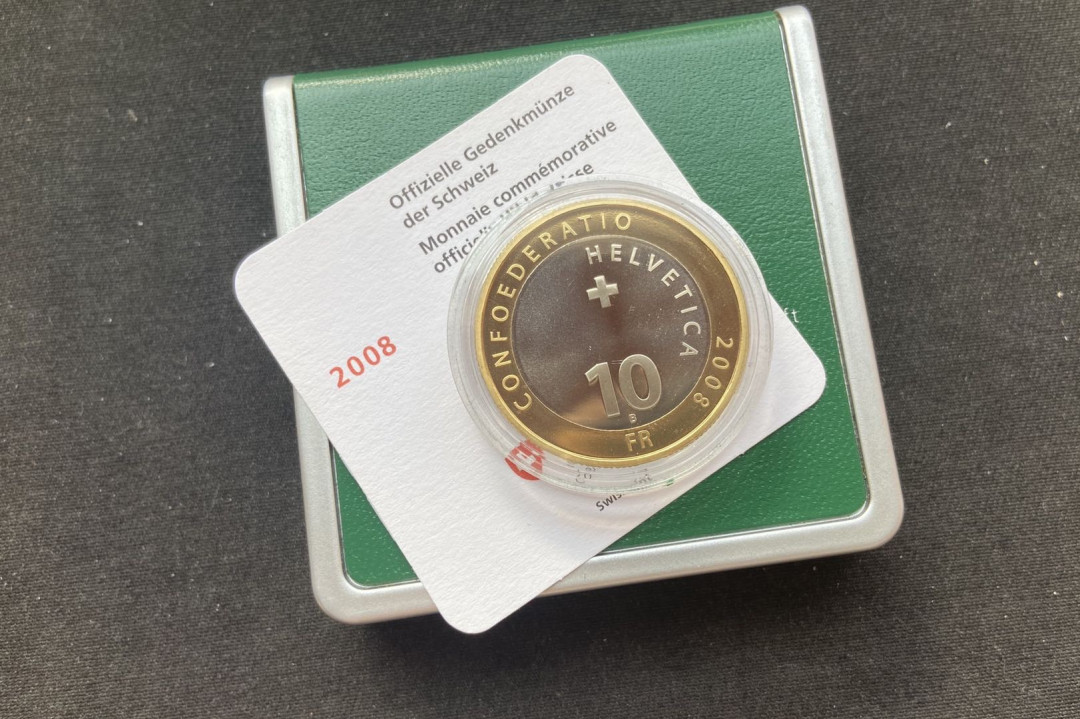 Offizielle Gedenkmünze
der Schweiz
Monnaie commémorative
2008
CONFOEDERATIO
HELVETICA
2008
10
B
FR